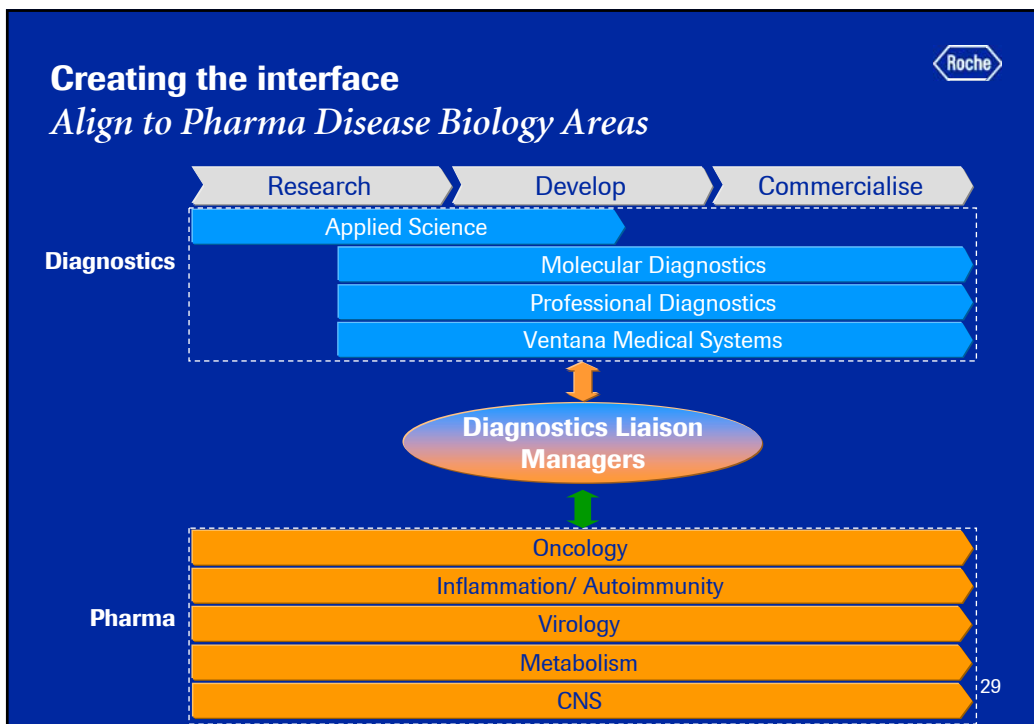 Creating the interface
Roche
Align to Pharma Disease Biology Areas
Research
Develop
Commercialise
Diagnostics
Applied Science
Molecular Diagnostics
Professional Diagnostics
Ventana Medical Systems
Diagnostics Liaison
Managers
Pharma
Oncology
Inflammation/ Autoimmunity
Virology
Metabolism
CNS
29